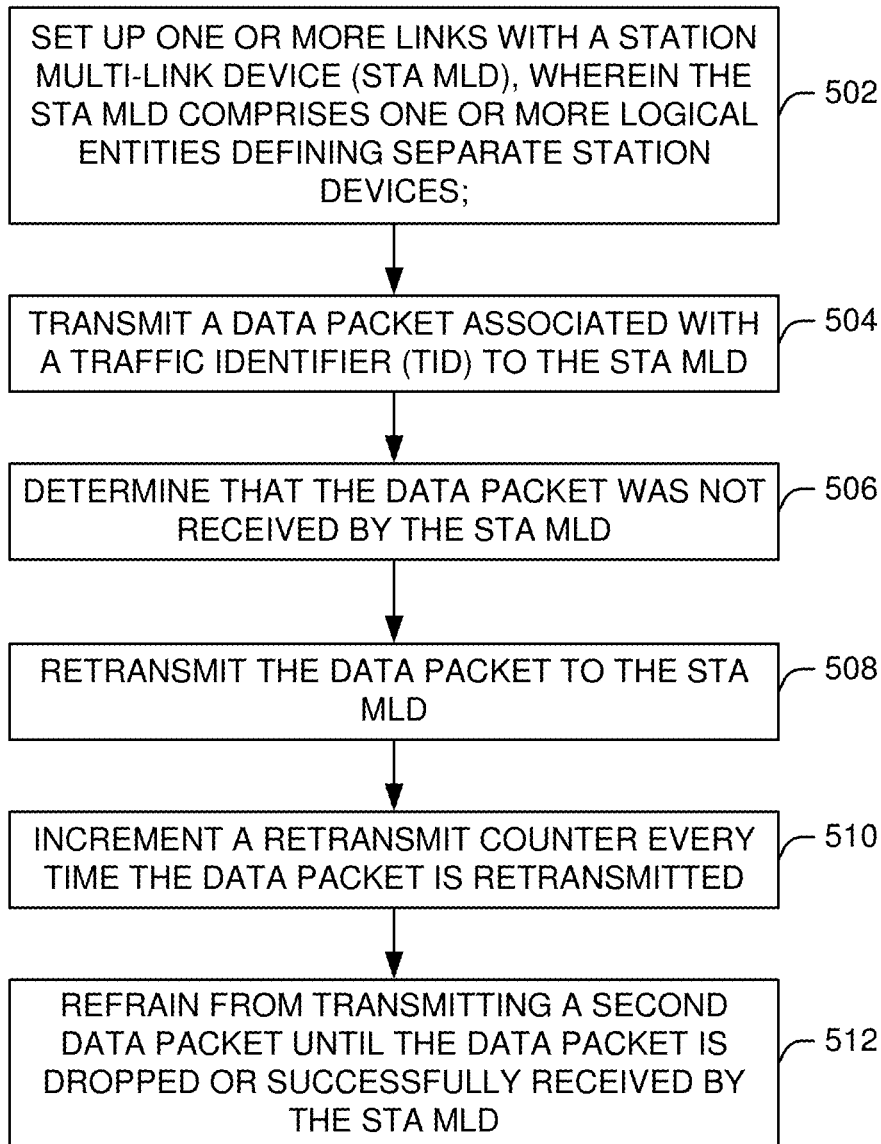 SET UP ONE OR MORE LINKS WITH A STATION
MULTI-LINK DEVICE (STA MLD), WHEREIN THE
STA MLD COMPRISES ONE OR MORE LOGICAL
ENTITIES DEFINING SEPARATE STATION
DEVICES;
502
TRANSMIT A DATA PACKET ASSOCIATED WITH
A TRAFFIC IDENTIFIER (TID) TO THE STA MLD
504
DETERMINE THAT THE DATA PACKET WAS NOT
RECEIVED BY THE STA MLD
506
RETRANSMIT THE DATA PACKET TO THE STA
MLD
508
INCREMENT A RETRANSMIT COUNTER EVERY
TIME THE DATA PACKET IS RETRANSMITTED
510
REFRAIN FROM TRANSMITTING A SECOND
DATA PACKET UNTIL THE DATA PACKET IS
DROPPED OR SUCCESSFULLY RECEIVED BY
THE STA MLD
512